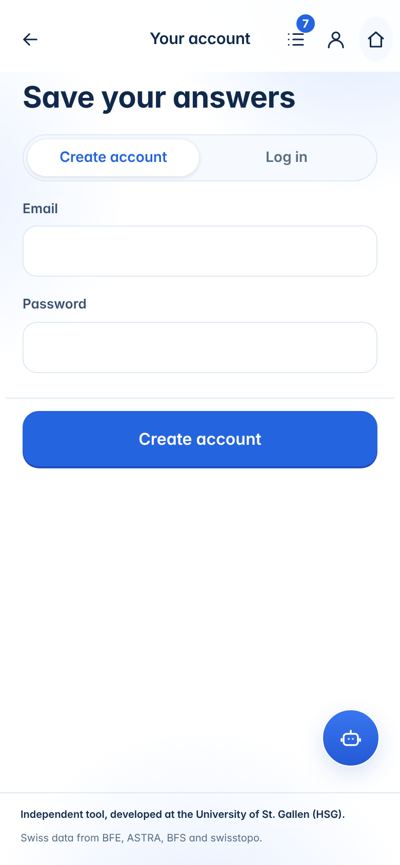 Your account
7
Save your answers
Create account
Log in
Email
Password
Create account
Independent tool, developed at the University of St. Gallen (HSG).
Swiss data from BFE, ASTRA, BFS and swisstopo.